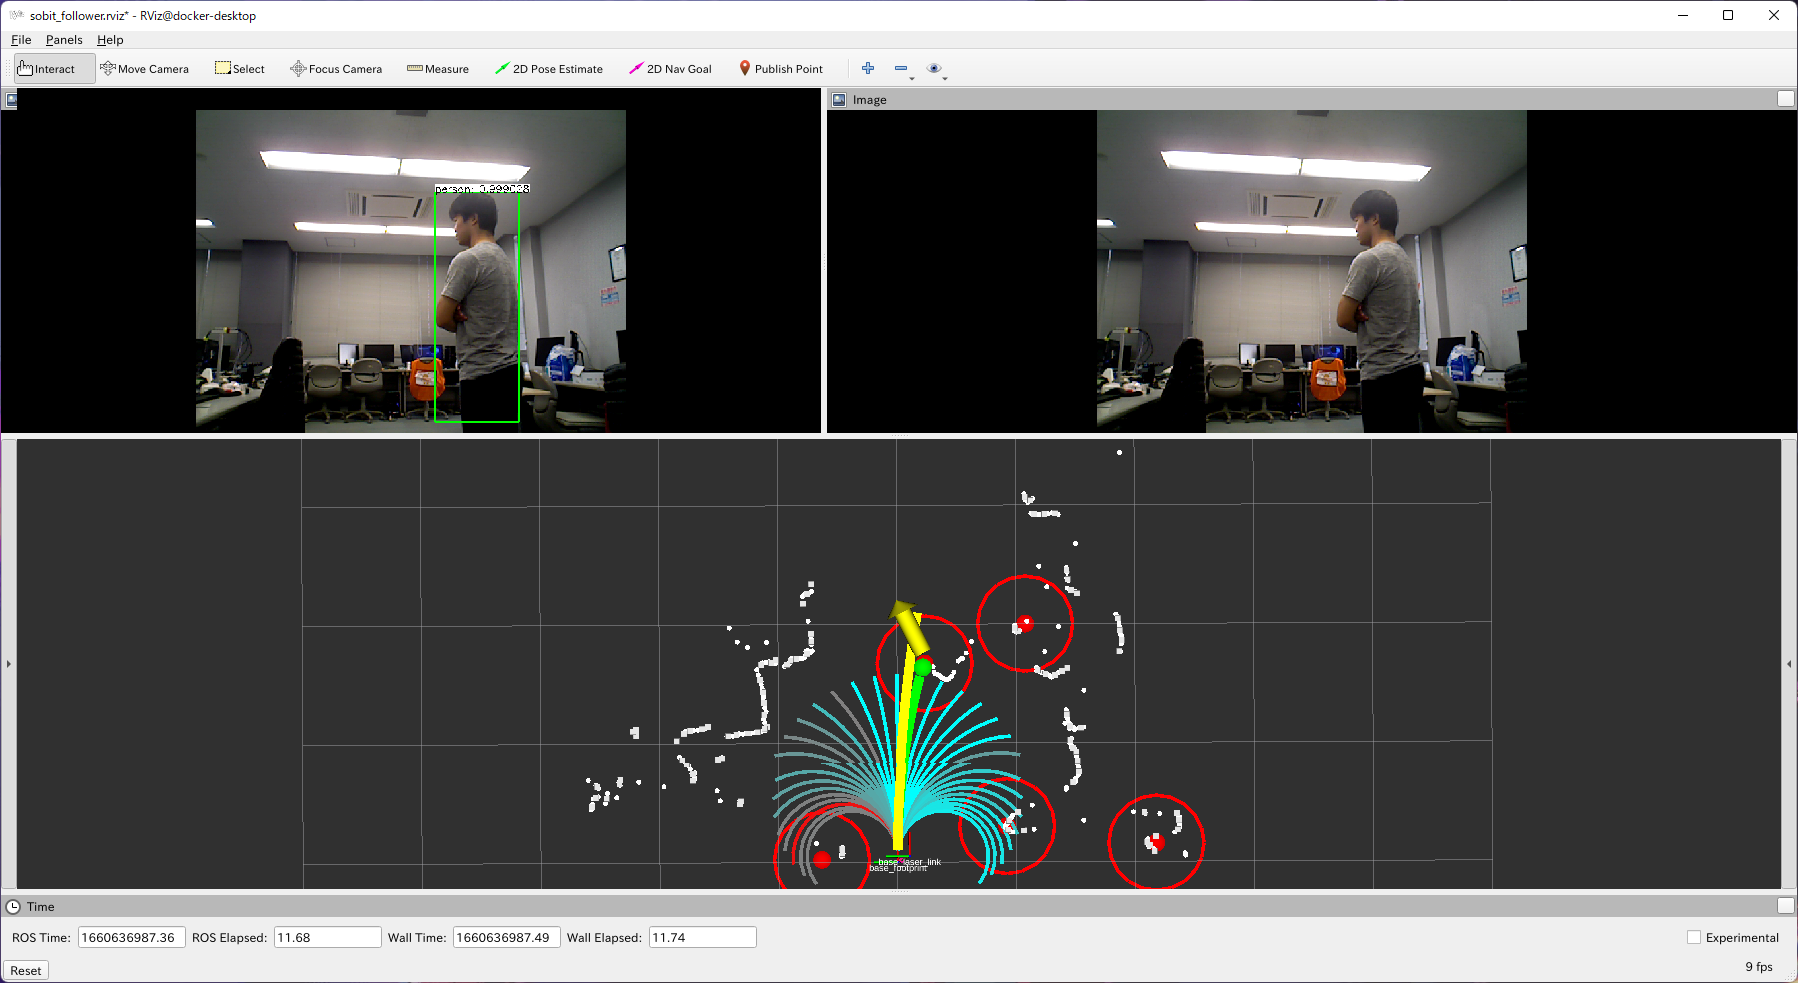 sobit_follower.rviz* - RViz@docker-desktop
File Panels Help
Interact Move Camera Select Focus Camera Measure 2D Pose Estimate 2D Nav Goal Publish Point
Image
person:
base_laser_link
base_footprint
Time
ROS Time: 1660636987.36 ROS Elapsed: 11.68 Wall Time: 1660636987.49 Wall Elapsed: 11.74 Experimental
Reset 9 fps